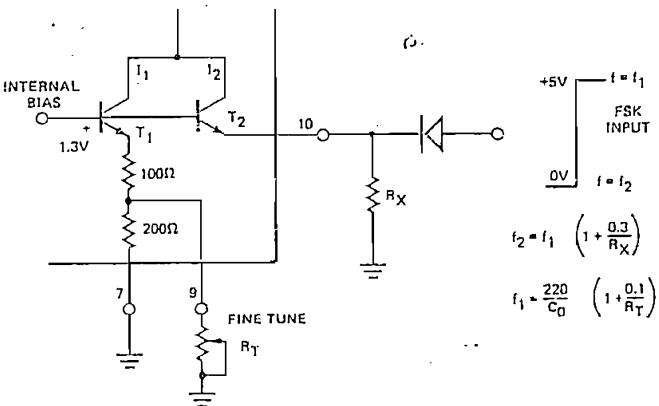 I1 I2
INTERNAL
BIAS
+
1.3V
T1
T2
10
100Ω
200Ω
RX
7
9
FINE TUNE
RT
+5V
f = f1
FSK
INPUT
0V
f = f2
f2 = f1 (1 + 0.3/RX)
f1 = 220/C0 (1 + 0.1/RT)